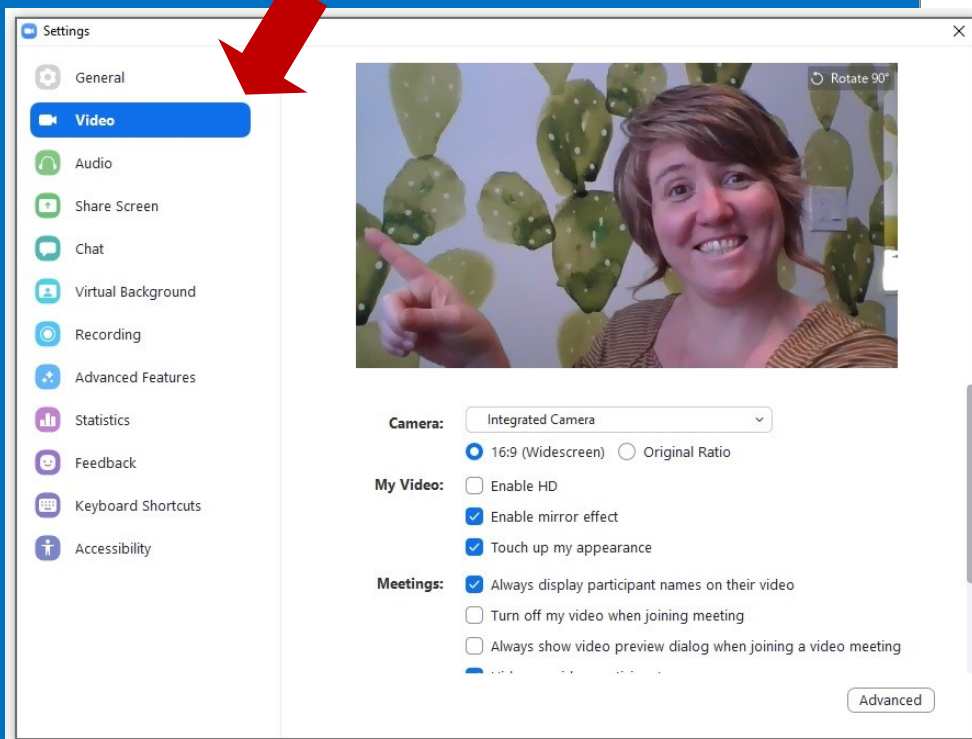 Settings
General
Video
Audio
Share Screen
Chat
Virtual Background
Recording
Advanced Features
Statistics
Feedback
Keyboard Shortcuts
Accessibility
Rotate 90°
Camera: Integrated Camera
16:9 (Widescreen) Original Ratio
My Video: Enable HD
Enable mirror effect
Touch up my appearance
Meetings: Always display participant names on their video
Turn off my video when joining meeting
Always show video preview dialog when joining a video meeting
Advanced